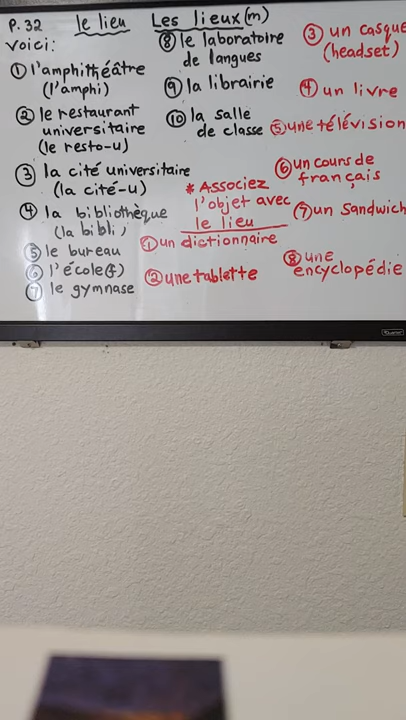 P.32 le lieu Les lieux(m)
Voici:
① l'amphithéâtre
(l'amphi)
② le restaurant
universitaire
(le resto-u)
③ la cité universitaire
(la cité-u)
④ la bibliothèque
(la bibli)
⑤ le bureau
⑥ l'école(f)
⑦ le gymnase
⑧ le laboratoire
de langues
⑨ la librairie
⑩ la salle
de classe
* Associez
l'objet avec
le lieu
① un dictionnaire
② une tablette
③ un casque
(headset)
④ un livre
⑤ une télévision
⑥ un cours de
français
⑦ un sandwich
⑧ une
encyclopédie